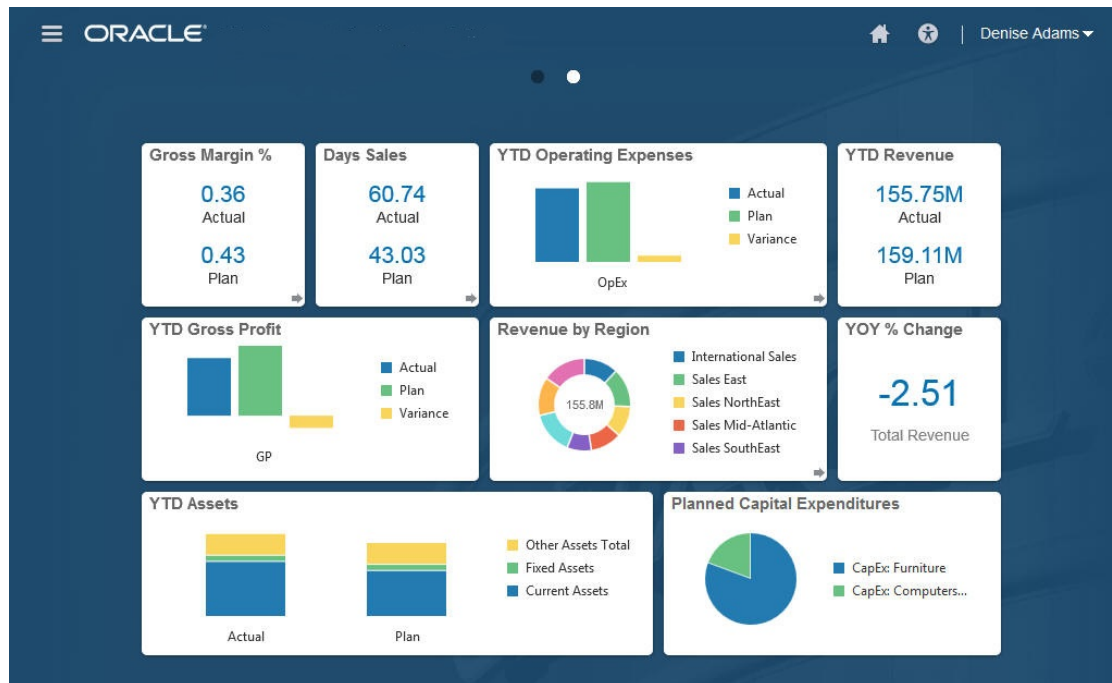 ORACLE
Denise Adams
Gross Margin %
0.36
Actual
0.43
Plan
Days Sales
60.74
Actual
43.03
Plan
YTD Operating Expenses
Actual
Plan
Variance
OpEx
YTD Revenue
155.75M
Actual
159.11M
Plan
YTD Gross Profit
Actual
Plan
Variance
GP
Revenue by Region
155.8M
International Sales
Sales East
Sales NorthEast
Sales Mid-Atlantic
Sales SouthEast
YOY % Change
-2.51
Total Revenue
YTD Assets
Other Assets Total
Fixed Assets
Current Assets
Actual
Plan
Planned Capital Expenditures
CapEx: Furniture
CapEx: Computers...